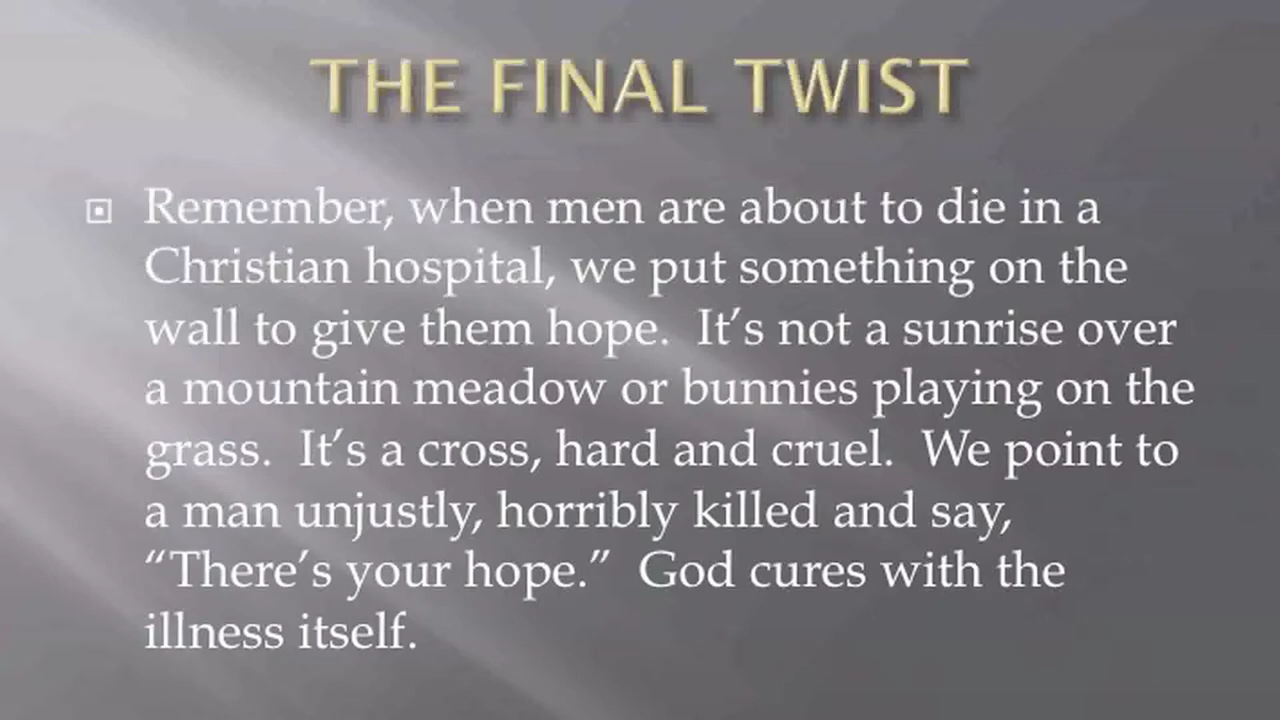 THE FINAL TWIST
Remember, when men are about to die in a
Christian hospital, we put something on the
wall to give them hope.  It’s not a sunrise over
a mountain meadow or bunnies playing on the
grass.  It’s a cross, hard and cruel.  We point to
a man unjustly, horribly killed and say,
“There’s your hope.”  God cures with the
illness itself.